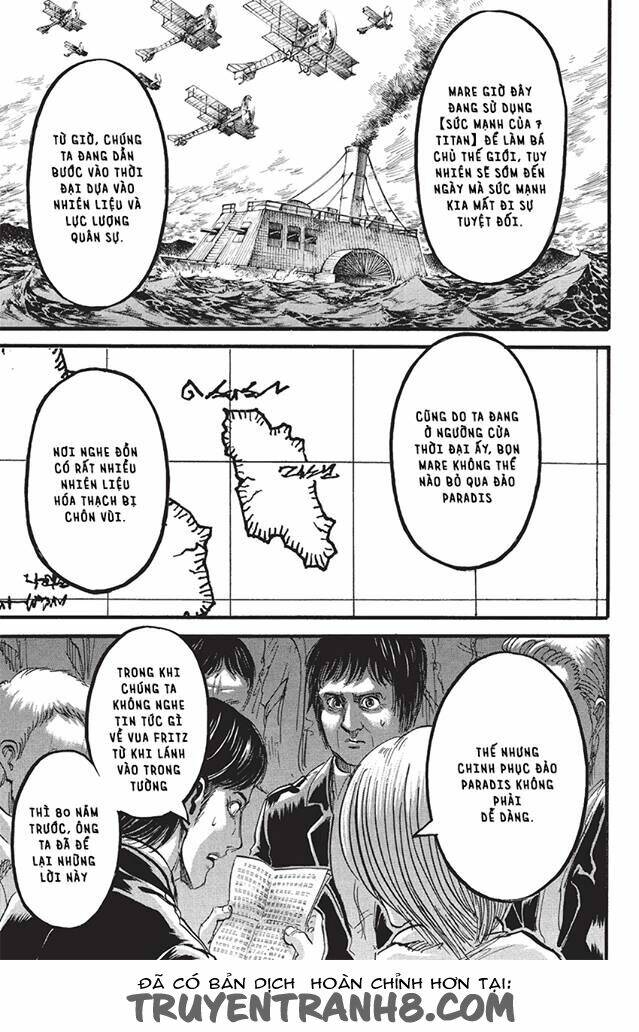 MARE GIỜ ĐÂY
ĐANG SỬ DỤNG
【SỨC MẠNH CỦA 7
TITAN】 ĐỂ LÀM BÁ
CHỦ THẾ GIỚI, TUY
NHIÊN SẼ SỚM ĐẾN
NGÀY MÀ SỨC MẠNH
KIA MẤT ĐI SỰ
TUYỆT ĐỐI.
TỪ GIỜ, CHÚNG
TA ĐANG DẦN
BƯỚC VÀO THỜI
ĐẠI DỰA VÀO
NHIÊN LIỆU VÀ
LỰC LƯỢNG
QUÂN SỰ.
CŨNG DO TA ĐANG
Ở NGƯỠNG CỬA
THỜI ĐẠI ẤY, BỌN
MARE KHÔNG THỂ
NÀO BỎ QUA ĐẢO
PARADIS
NƠI NGHE ĐỒN
CÓ RẤT NHIỀU
NHIÊN LIỆU
HÓA THẠCH BỊ
CHÔN VÙI.
THẾ NHƯNG
CHINH PHỤC ĐẢO
PARADIS KHÔNG
PHẢI
DỄ DÀNG.
TRONG KHI
CHÚNG TA
KHÔNG NGHE
TIN TỨC GÌ
VỀ VUA FRITZ
TỪ KHI LÁNH
VÀO TRONG
TƯỜNG
THÌ 80 NĂM
TRƯỚC, ÔNG
TA ĐÃ ĐỂ
LẠI NHỮNG
LỜI NÀY
ĐÃ CÓ BẢN DỊCH HOÀN CHỈNH HƠN TẠI:
TRUYENTRANH8.COM